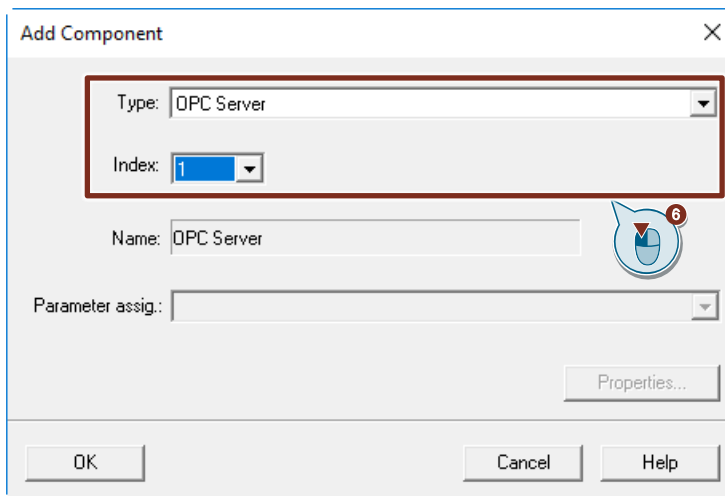 Add Component
Type: OPC Server
Index: 1
6
Name: OPC Server
Parameter assig.:
Properties...
OK Cancel Help